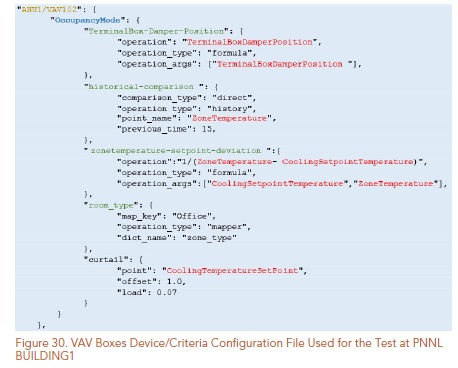 "AHU1/VAV102": {
"OccupancyMode": {
"TerminalBox-Damper-Position": {
"operation": "TerminalBoxDamperPosition",
"operation_type": "formula",
"operation_args": ["TerminalBoxDamperPosition "],
},
"historical-comparison ": {
"comparison_type": "direct",
"operation type": "history",
"point_name": "ZoneTemperature",
"previous_time": 15,
},
" zonetemperature-setpoint-deviation ":{
"operation":"1/(ZoneTemperature- CoolingSetpointTemperature)",
"operation_type": "formula",
"operation_args":["CoolingSetpointTemperature","ZoneTemperature"],
},
"room_type": {
"map_key": "Office",
"operation_type": "mapper",
"dict_name": "zone_type"
},
"curtail": {
"point": "CoolingTemperatureSetPoint",
"offset": 1.0,
"load": 0.07
}
}
},
Figure 30. VAV Boxes Device/Criteria Configuration File Used for the Test at PNNL
BUILDING1